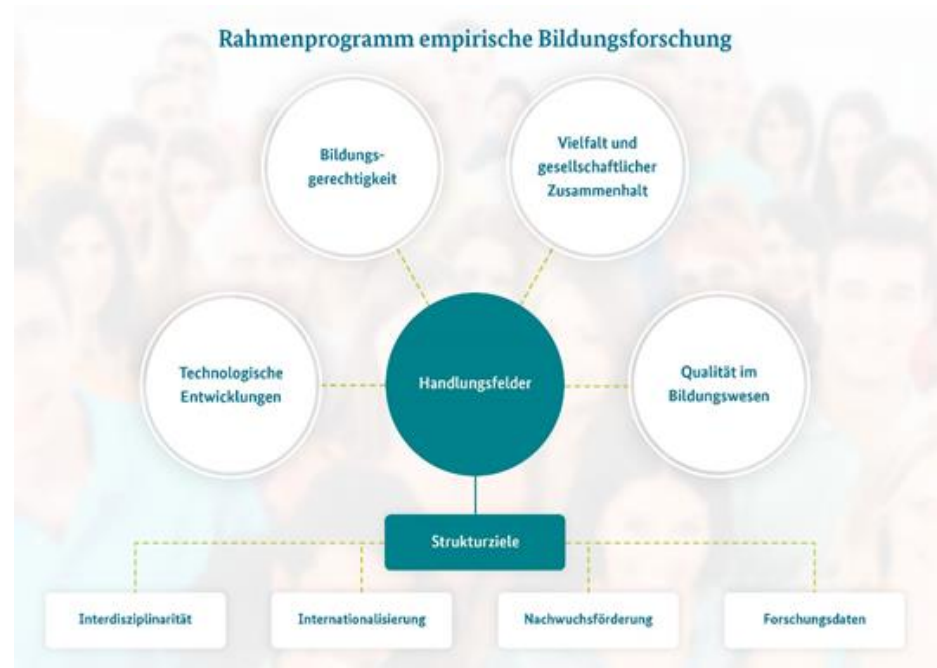 Rahmenprogramm empirische Bildungsforschung
Bildungs-
gerechtigkeit
Vielfalt und
gesellschaftlicher
Zusammenhalt
Technologische
Entwicklungen
Handlungsfelder
Qualität im
Bildungswesen
Strukturziele
Interdisziplinarität
Internationalisierung
Nachwuchsförderung
Forschungsdaten